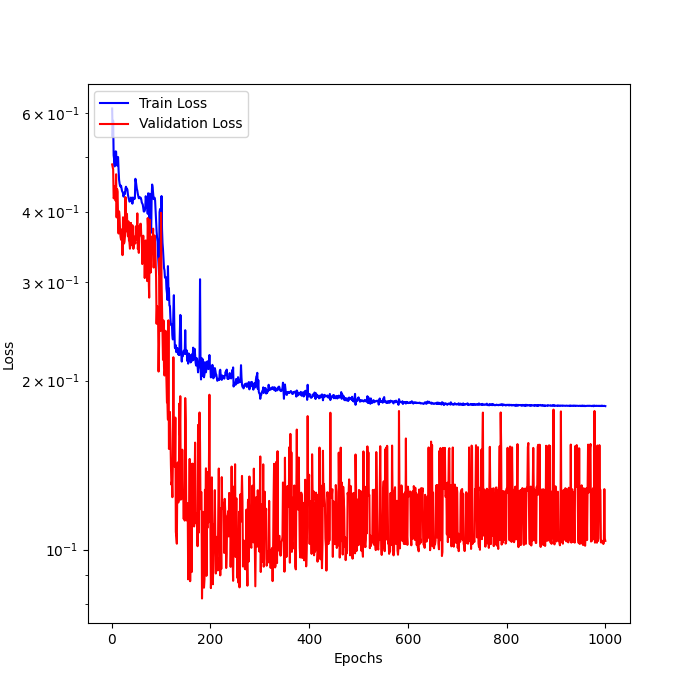 Train Loss
Validation Loss
6 × 10⁻¹
4 × 10⁻¹
3 × 10⁻¹
2 × 10⁻¹
10⁻¹
Loss
0 200 400 600 800 1000
Epochs